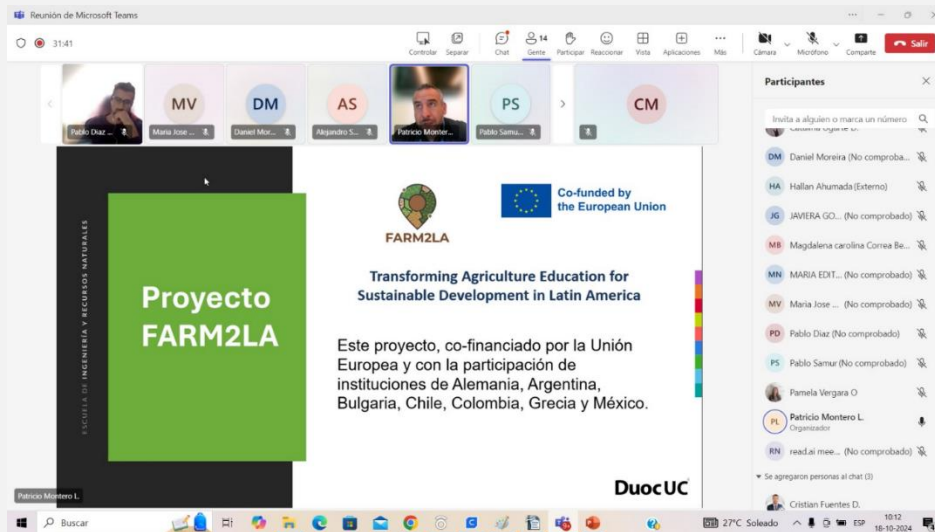 Reunión de Microsoft Teams
31:41
Controlar
Separar
Chat
14
Gente
Participar
Reaccionar
Vista
Aplicaciones
Más
Cámara
Micrófono
Comparte
Salir
Pablo Diaz ...
MV
Maria Jose ...
DM
Daniel Mor...
AS
Alejandro S...
Patricio Monter...
PS
Pablo Samu...
CM
ESCUELA DE INGENIERÍA Y RECURSOS NATURALES
Proyecto
FARM2LA
FARM2LA
Co-funded by
the European Union
Transforming Agriculture Education for
Sustainable Development in Latin America
Este proyecto, co-financiado por la Unión
Europea y con la participación de
instituciones de Alemania, Argentina,
Bulgaria, Chile, Colombia, Grecia y México.
DuocUC
Patricio Montero L.
Participantes
Invita a alguien o marca un número
DM Daniel Moreira (No comproba...
HA Hallan Ahumada (Externo)
JG JAVIERA GO... (No comprobado)
MB Magdalena carolina Correa Be...
MN MARIA EDIT... (No comprobado)
MV Maria Jose ... (No comprobado)
PD Pablo Diaz (No comprobado)
PS Pablo Samur (No comprobado)
Pamela Vergara O
PL Patricio Montero L.
Organizador
RN read.ai mee... (No comprobado)
Se agregaron personas al chat (3)
Cristian Fuentes D.
Buscar
27°C Soleado
ESP
10:12
18-10-2024